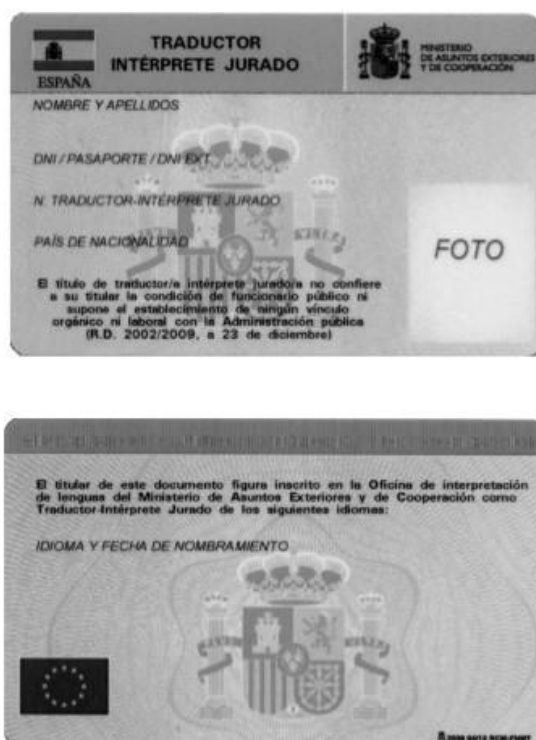 TRADUCTOR
INTÉRPRETE JURADO
ESPAÑA
MINISTERIO
DE ASUNTOS EXTERIORES
Y DE COOPERACIÓN
NOMBRE Y APELLIDOS
DNI / PASAPORTE / DNI EXT.
N. TRADUCTOR-INTÉRPRETE JURADO
PAÍS DE NACIONALIDAD
FOTO
El título de traductor/a intérprete jurado/a no confiere
a su titular la condición de funcionario público ni
supone el establecimiento de ningún vínculo
orgánico ni laboral con la Administración pública
(R.D. 2002/2009, a 23 de diciembre)
El titular de este documento figura inscrito en la Oficina de interpretación
de lenguas del Ministerio de Asuntos Exteriores y de Cooperación como
Traductor-Intérprete Jurado de los siguientes idiomas:
IDIOMA Y FECHA DE NOMBRAMIENTO